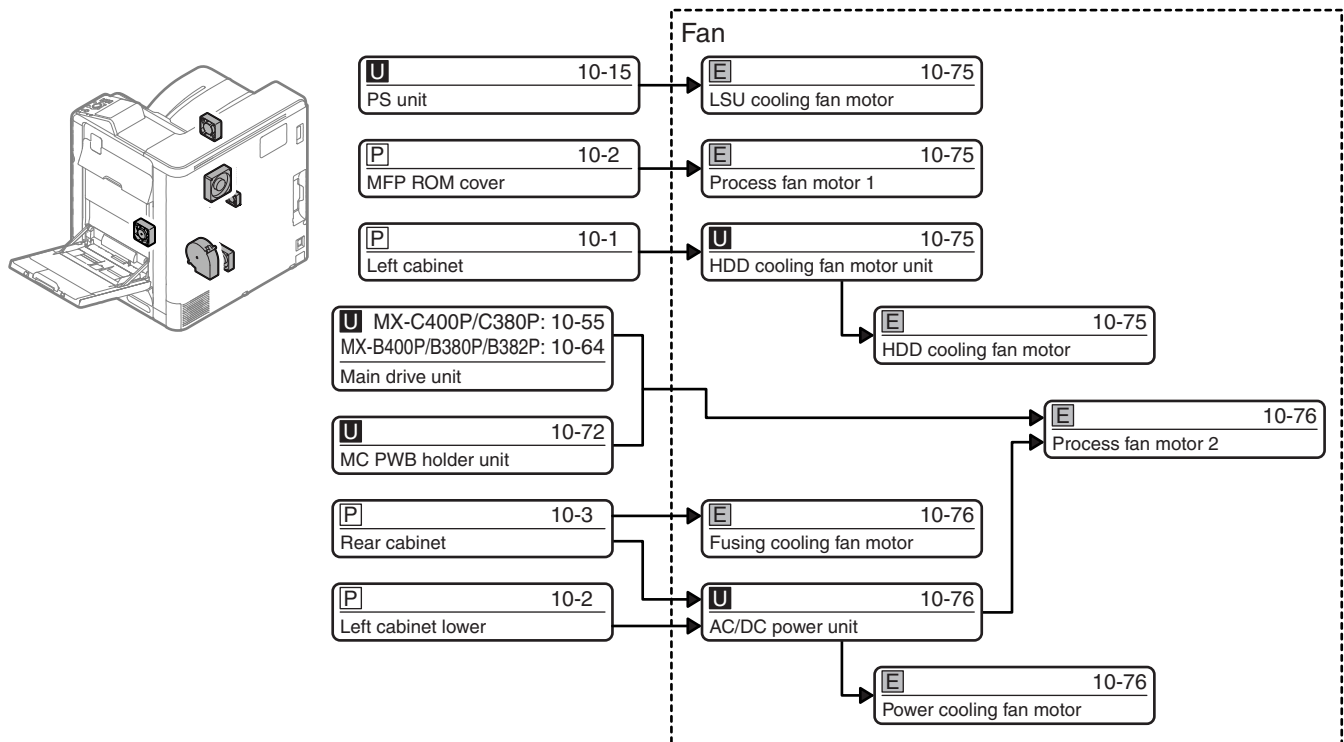 Fan
U 10-15
PS unit
E 10-75
LSU cooling fan motor
P 10-2
MFP ROM cover
E 10-75
Process fan motor 1
P 10-1
Left cabinet
U 10-75
HDD cooling fan motor unit
E 10-75
HDD cooling fan motor
U MX-C400P/C380P: 10-55
MX-B400P/B380P/B382P: 10-64
Main drive unit
E 10-76
Process fan motor 2
U 10-72
MC PWB holder unit
P 10-3
Rear cabinet
E 10-76
Fusing cooling fan motor
P 10-2
Left cabinet lower
U 10-76
AC/DC power unit
E 10-76
Power cooling fan motor